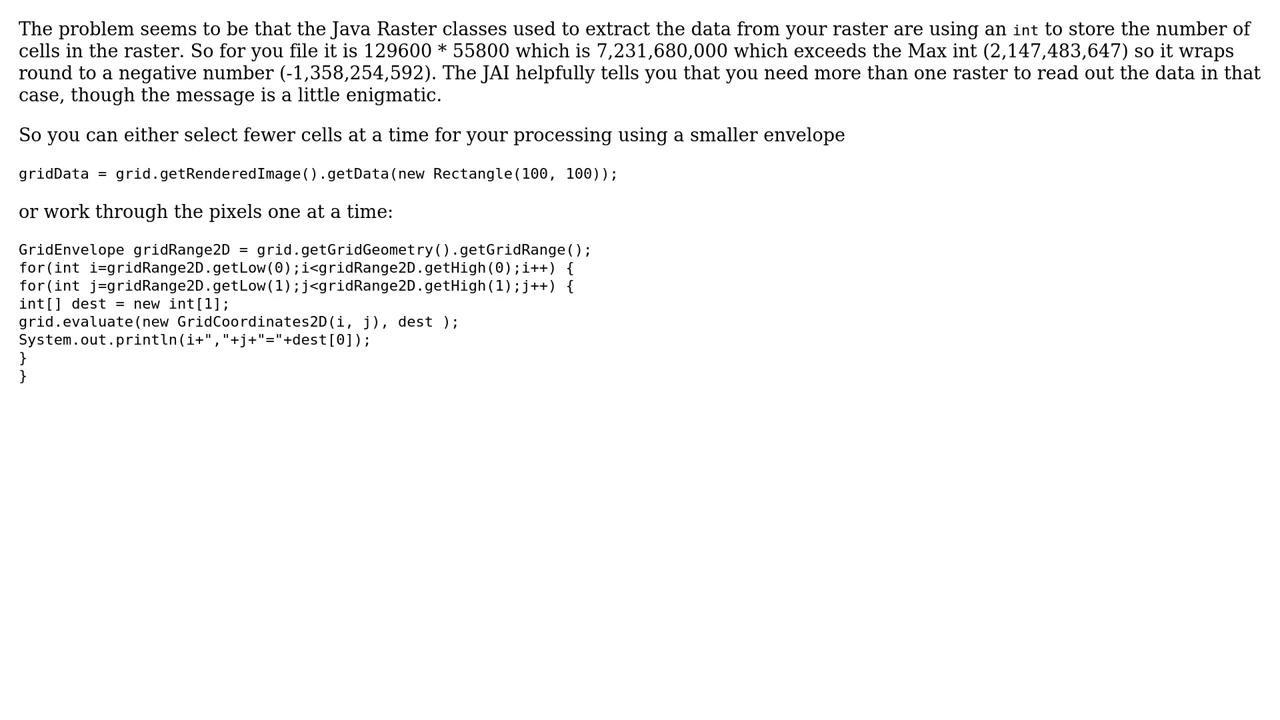 The problem seems to be that the Java Raster classes used to extract the data from your raster are using an int to store the number of
cells in the raster. So for you file it is 129600 * 55800 which is 7,231,680,000 which exceeds the Max int (2,147,483,647) so it wraps
round to a negative number (-1,358,254,592). The JAI helpfully tells you that you need more than one raster to read out the data in that
case, though the message is a little enigmatic.
So you can either select fewer cells at a time for your processing using a smaller envelope
gridData = grid.getRenderedImage().getData(new Rectangle(100, 100));
or work through the pixels one at a time:
GridEnvelope gridRange2D = grid.getGridGeometry().getGridRange();
for(int i=gridRange2D.getLow(0);i<gridRange2D.getHigh(0);i++) {
for(int j=gridRange2D.getLow(1);j<gridRange2D.getHigh(1);j++) {
int[] dest = new int[1];
grid.evaluate(new GridCoordinates2D(i, j), dest );
System.out.println(i+","+j+"="+dest[0]);
}
}